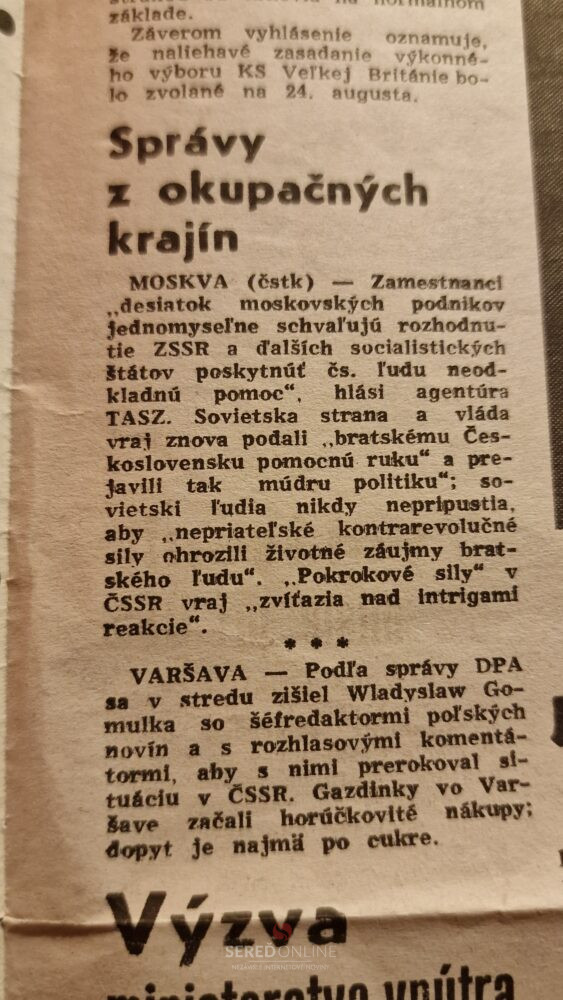 na normálnom
základe.
Záverom vyhlásenie oznamuje,
že naliehavé zasadanie výkonné-
ho výboru KS Veľkej Británie bo-
lo zvolané na 24. augusta.
Správy
z okupačných
krajín
MOSKVA (čstk) — Zamestnanci
„desiatok moskovských podnikov
jednomyseľne schvaľujú rozhodnu-
tie ZSSR a ďalších socialistických
štátov poskytnúť čs. ľudu neod-
kladnú pomoc“, hlási agentúra
TASZ. Sovietska strana a vláda
vraj znova podali „bratskému Čes-
koslovensku pomocnú ruku“ a pre-
javili tak múdru politiku“; so-
vietski ľudia nikdy nepripustia,
aby „nepriateľské kontrarevolučné
sily ohrozili životné záujmy brat-
ského ľudu“. „Pokrokové sily“ v
ČSSR vraj „zvíťazia nad intrigami
reakcie“.
* * *
VARŠAVA — Podľa správy DPA
sa v stredu zišiel Wladyslaw Go-
mulka so šéfredaktormi poľských
novín a s rozhlasovými komentá-
tormi, aby s nimi prerokoval si-
tuáciu v ČSSR. Gazdinky vo Var-
šave začali horúčkovité nákupy;
dopyt je najmä po cukre.
Výzva
SEREĎONLINE
ministerstva vnútra